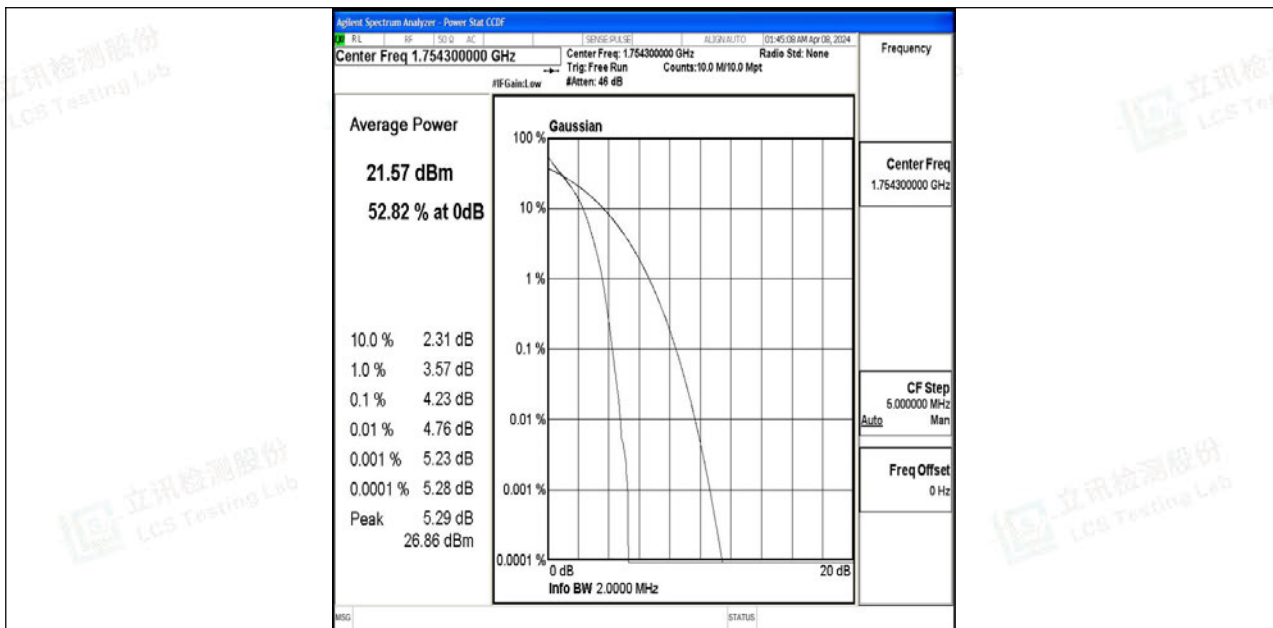 Agilent Spectrum Analyzer - Power Stat CCDF
RL RF 50 Ω AC SENSE:PULSE ALIGN AUTO 01:45:08 AM Apr 08, 2024
Center Freq 1.754300000 GHz
Center Freq: 1.754300000 GHz Radio Std: None
Trig: Free Run Counts:10.0 M/10.0 Mpt
#IFGain:Low #Atten: 46 dB
Frequency
Average Power
21.57 dBm
52.82 % at 0dB
10.0 % 2.31 dB
1.0 % 3.57 dB
0.1 % 4.23 dB
0.01 % 4.76 dB
0.001 % 5.23 dB
0.0001 % 5.28 dB
Peak 5.29 dB
26.86 dBm
Gaussian
100 %
10 %
1 %
0.1 %
0.01 %
0.001 %
0.0001 %
0 dB 20 dB
Info BW 2.0000 MHz
Center Freq
1.754300000 GHz
CF Step
5.000000 MHz
Auto Man
Freq Offset
0 Hz
MSG STATUS
立讯检测股份
LCS Testing Lab
立讯检
LCS Tes
立讯检测股份
LCS Testing Lab
立讯检测股份
LCS Testing Lab